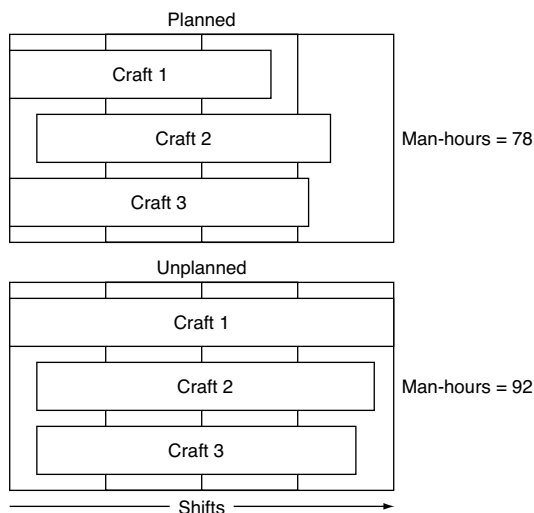 Planned
Craft 1
Craft 2
Man-hours = 78
Craft 3
Unplanned
Craft 1
Craft 2
Man-hours = 92
Craft 3
Shifts